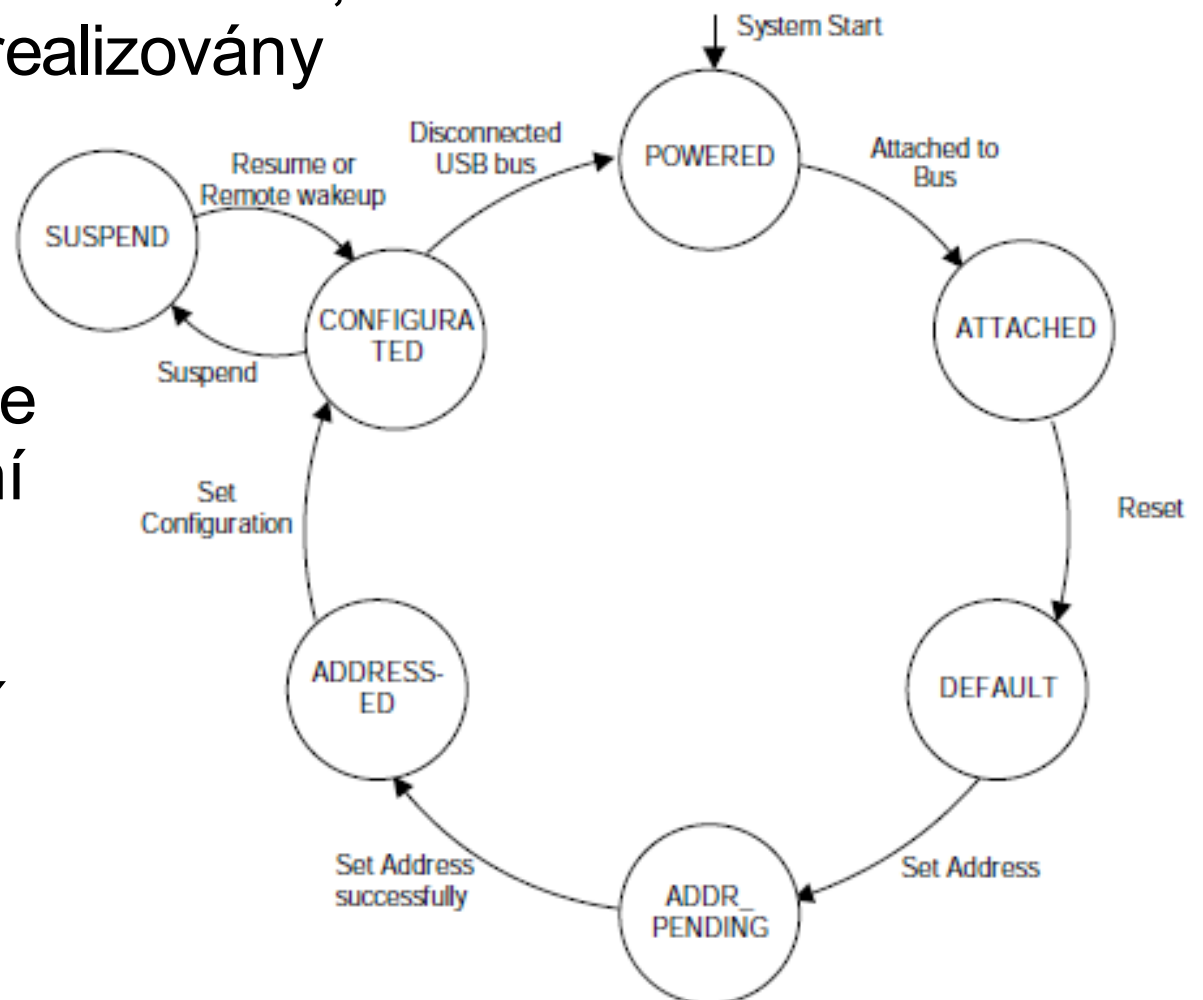 realizovány
System Start
Disconnected
USB bus
POWERED
Attached to
Bus
Resume or
Remote wakeup
SUSPEND
CONFIGURA
TED
ATTACHED
Suspend
e
ní
Set
Configuration
Reset
ADDRESS-
ED
DEFAULT
Set Address
successfully
Set Address
ADDR_
PENDING